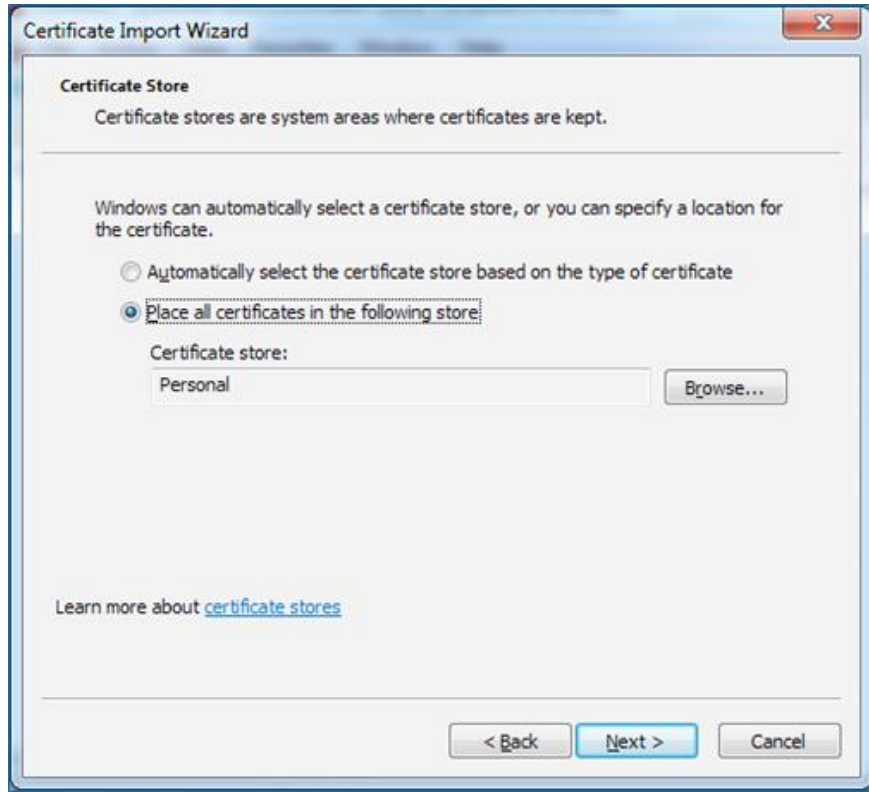 Certificate Import Wizard
Certificate Store
Certificate stores are system areas where certificates are kept.
Windows can automatically select a certificate store, or you can specify a location for
the certificate.
Automatically select the certificate store based on the type of certificate
Place all certificates in the following store
Certificate store:
Personal
Browse...
Learn more about certificate stores
< Back
Next >
Cancel